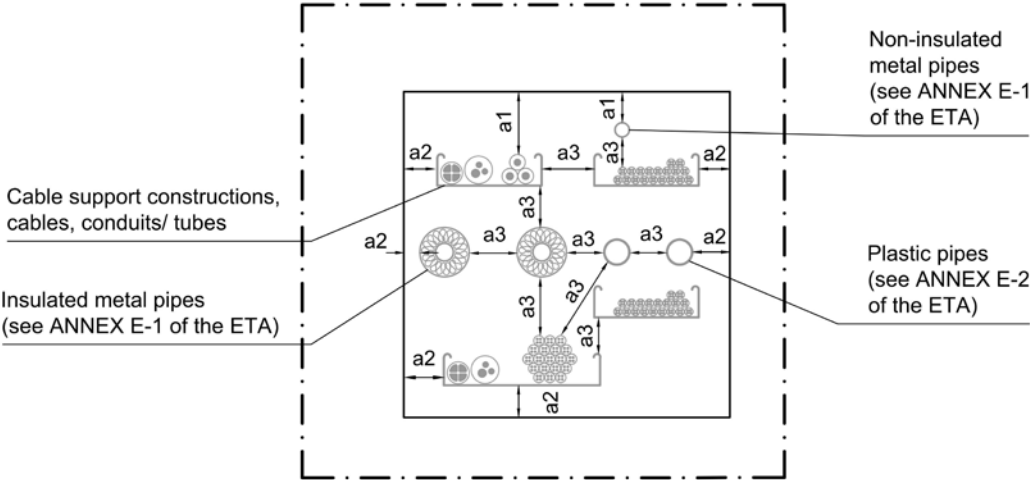 Non-insulated
metal pipes
(see ANNEX E-1
of the ETA)
a1
a1
a3
a2
a3
a2
Cable support constructions,
cables, conduits/ tubes
a3
a2
a3
a3
a3
a2
Plastic pipes
(see ANNEX E-2
of the ETA)
Insulated metal pipes
(see ANNEX E-1 of the ETA)
a3
a3
a3
a2
a2